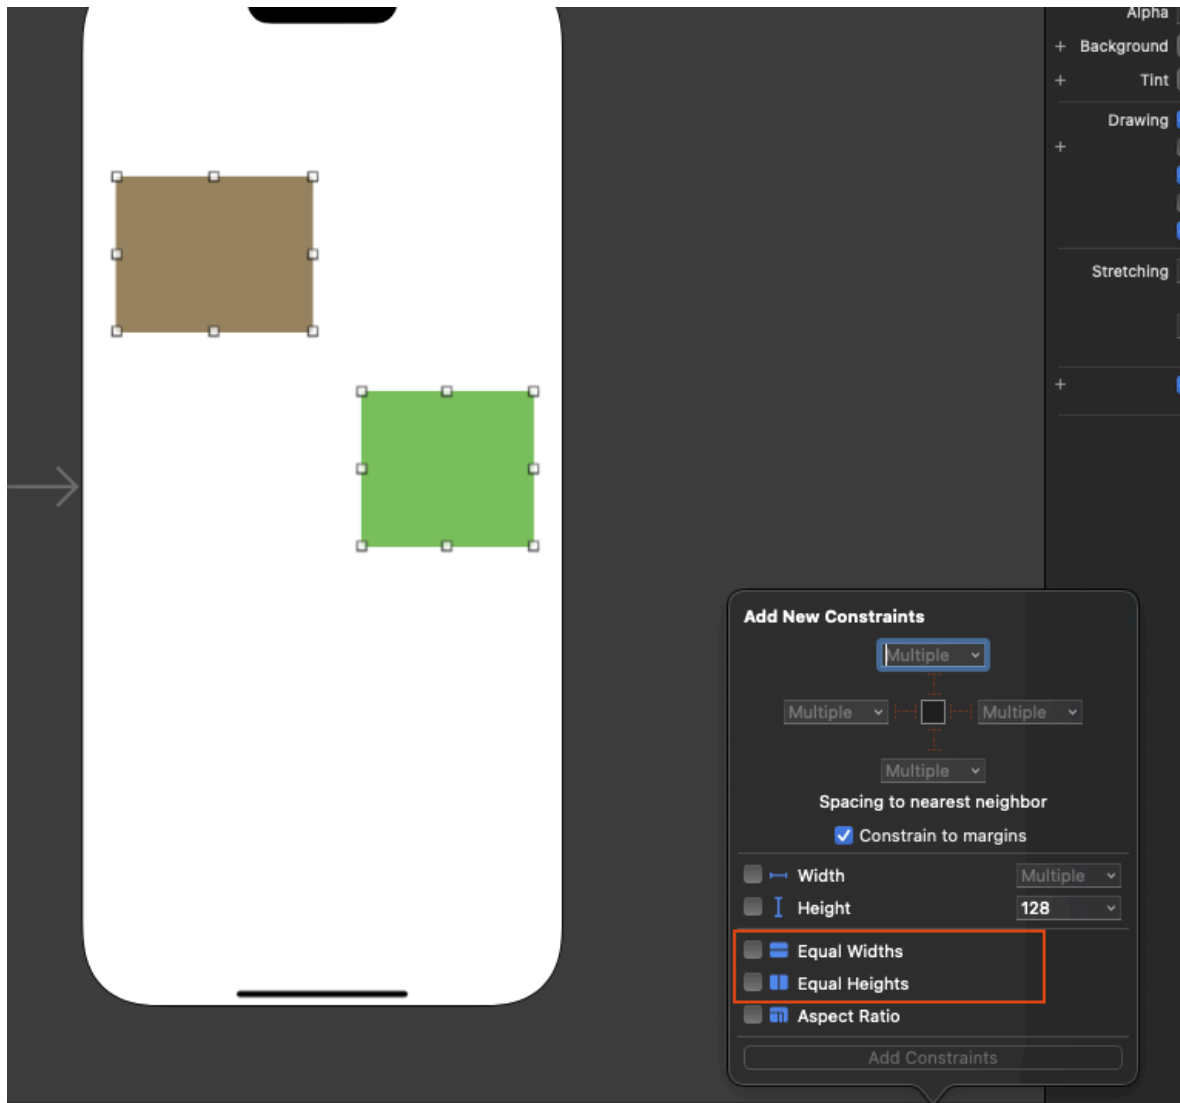 Alpha
Background
Tint
Drawing
Stretching
Add New Constraints
Multiple
Multiple Multiple
Multiple
Spacing to nearest neighbor
Constrain to margins
Width Multiple
Height 128
Equal Widths
Equal Heights
Aspect Ratio
Add Constraints